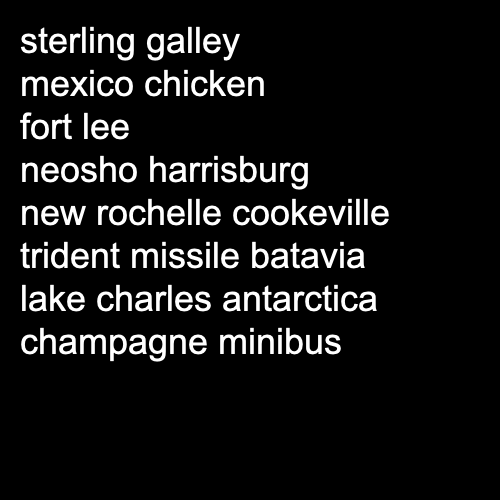 sterling galley
mexico chicken
fort lee
neosho harrisburg
new rochelle cookeville
trident missile batavia
lake charles antarctica
champagne minibus